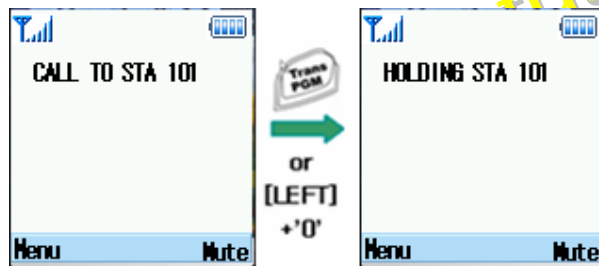 CALL TO STA 101
Menu Mute
Trans
PGM
or
[LEFT]
+'0'
HOLDING STA 101
Menu Mute